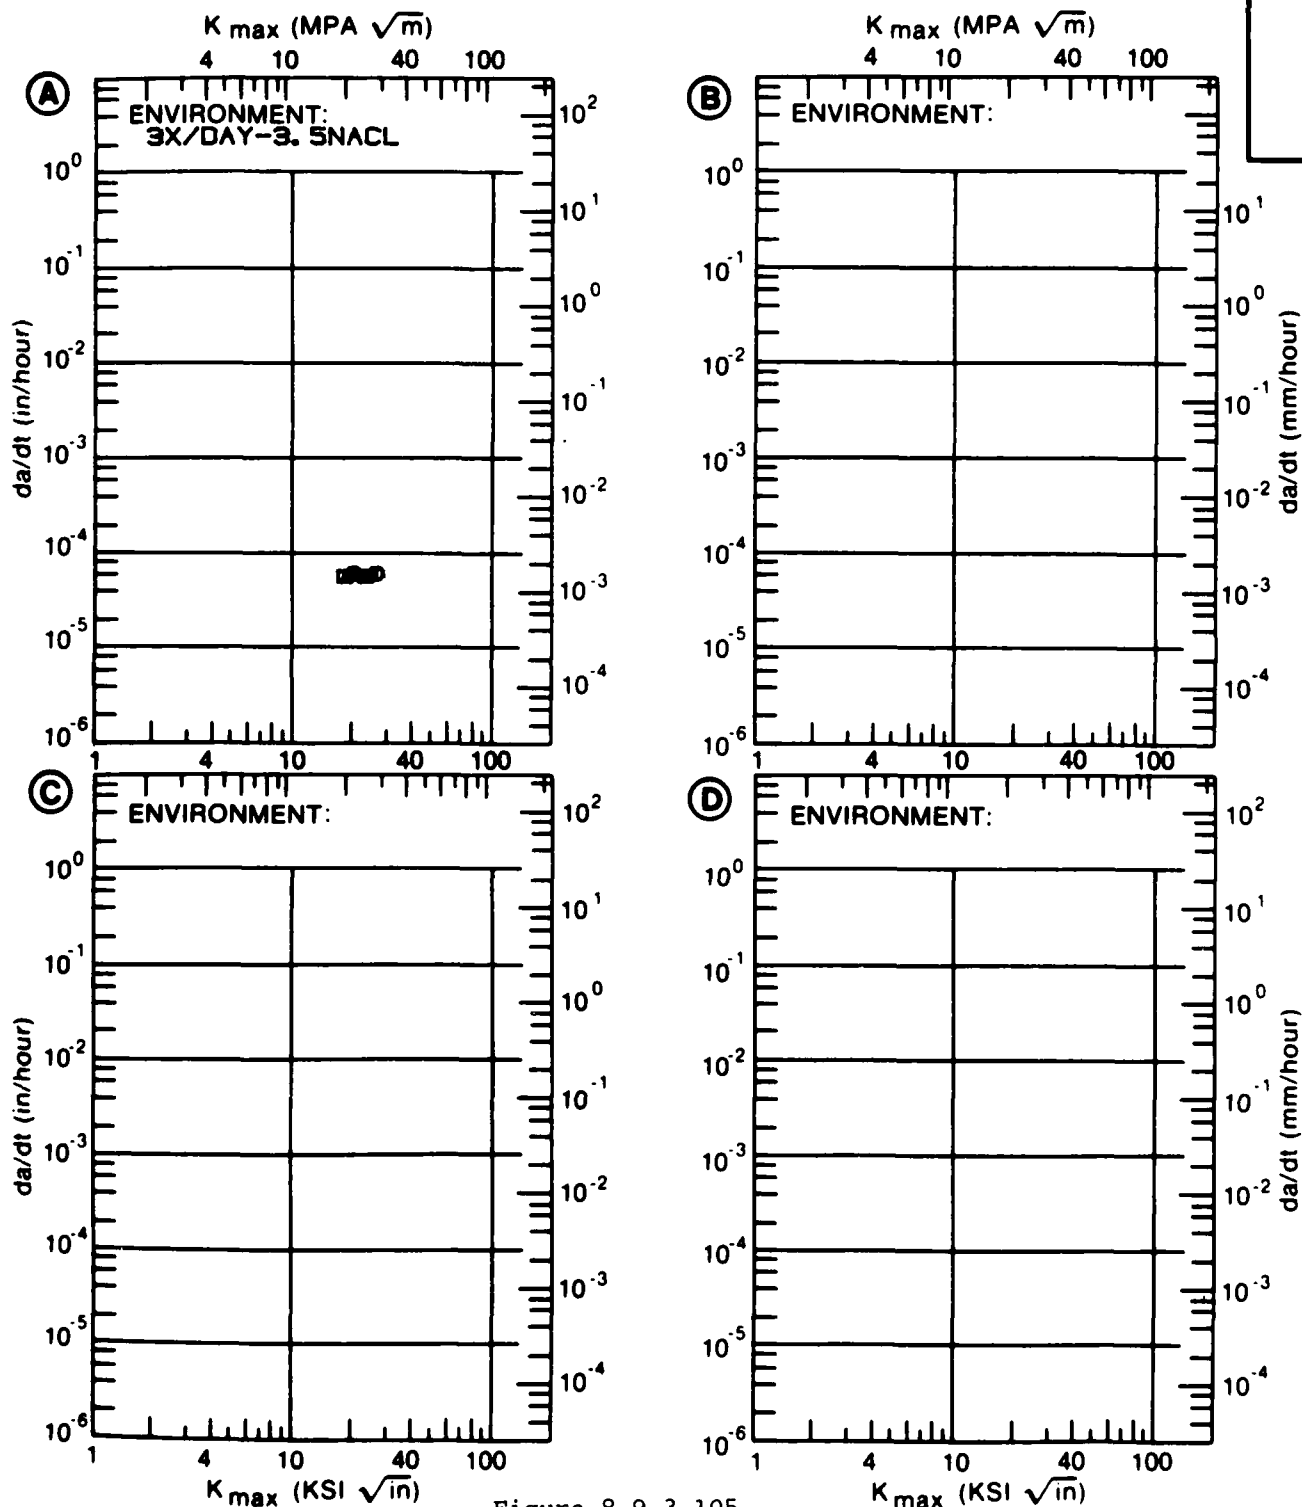 K max (MPA √m)
4 10 40 100
A
ENVIRONMENT:
3X/DAY-3. 5NACL
10^0
10^-1
10^-2
10^-3
10^-4
10^-5
10^-6
da/dt (in/hour)
10^2
10^1
10^0
10^-1
10^-2
10^-3
10^-4
1 4 10 40 100
K max (MPA √m)
4 10 40 100
B
ENVIRONMENT:
10^0
10^-1
10^-2
10^-3
10^-4
10^-5
10^-6
10^1
10^0
10^-1
10^-2
10^-3
10^-4
da/dt (mm/hour)
1 4 10 40 100
C
ENVIRONMENT:
10^0
10^-1
10^-2
10^-3
10^-4
10^-5
10^-6
da/dt (in/hour)
10^2
10^1
10^0
10^-1
10^-2
10^-3
10^-4
1 4 10 40 100
K max (KSI √in)
D
ENVIRONMENT:
10^0
10^-1
10^-2
10^-3
10^-4
10^-5
10^-6
10^2
10^1
10^0
10^-1
10^-2
10^-3
10^-4
da/dt (mm/hour)
1 4 10 40 100
K max (KSI √in)
Figure 8.9.3.105